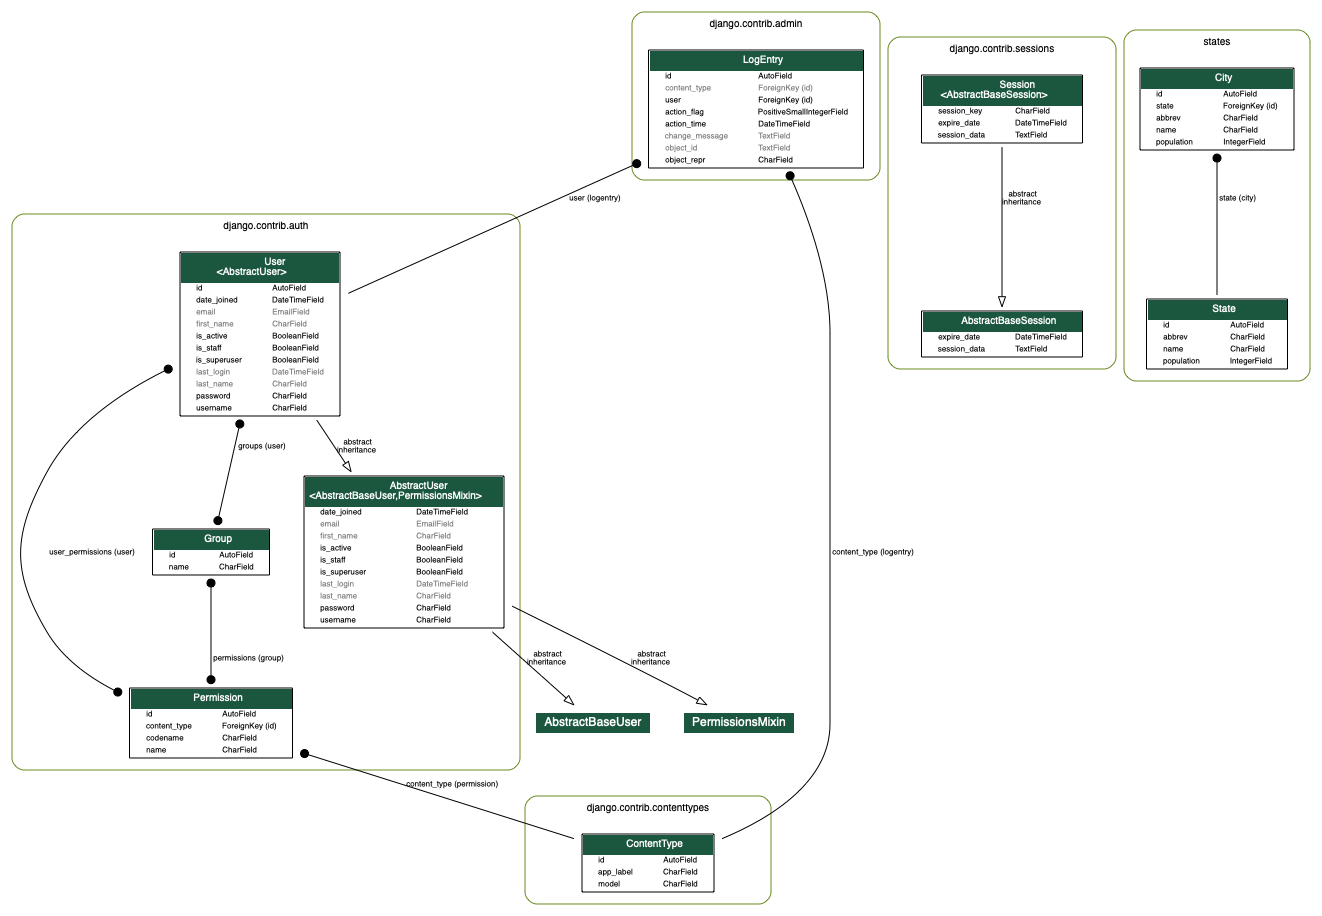 django.contrib.admin
LogEntry
id AutoField
content_type ForeignKey (id)
user ForeignKey (id)
action_flag PositiveSmallIntegerField
action_time DateTimeField
change_message TextField
object_id TextField
object_repr CharField
django.contrib.sessions
Session
<AbstractBaseSession>
session_key CharField
expire_date DateTimeField
session_data TextField
abstract
inheritance
AbstractBaseSession
expire_date DateTimeField
session_data TextField
states
City
id AutoField
state ForeignKey (id)
abbrev CharField
name CharField
population IntegerField
state (city)
State
id AutoField
abbrev CharField
name CharField
population IntegerField
user (logentry)
django.contrib.auth
User
<AbstractUser>
id AutoField
date_joined DateTimeField
email EmailField
first_name CharField
is_active BooleanField
is_staff BooleanField
is_superuser BooleanField
last_login DateTimeField
last_name CharField
password CharField
username CharField
groups (user)
abstract
inheritance
AbstractUser
<AbstractBaseUser,PermissionsMixin>
date_joined DateTimeField
email EmailField
first_name CharField
is_active BooleanField
is_staff BooleanField
is_superuser BooleanField
last_login DateTimeField
last_name CharField
password CharField
username CharField
Group
id AutoField
name CharField
user_permissions (user)
content_type (logentry)
permissions (group)
abstract
inheritance
abstract
inheritance
Permission
id AutoField
content_type ForeignKey (id)
codename CharField
name CharField
AbstractBaseUser
PermissionsMixin
content_type (permission)
django.contrib.contenttypes
ContentType
id AutoField
app_label CharField
model CharField